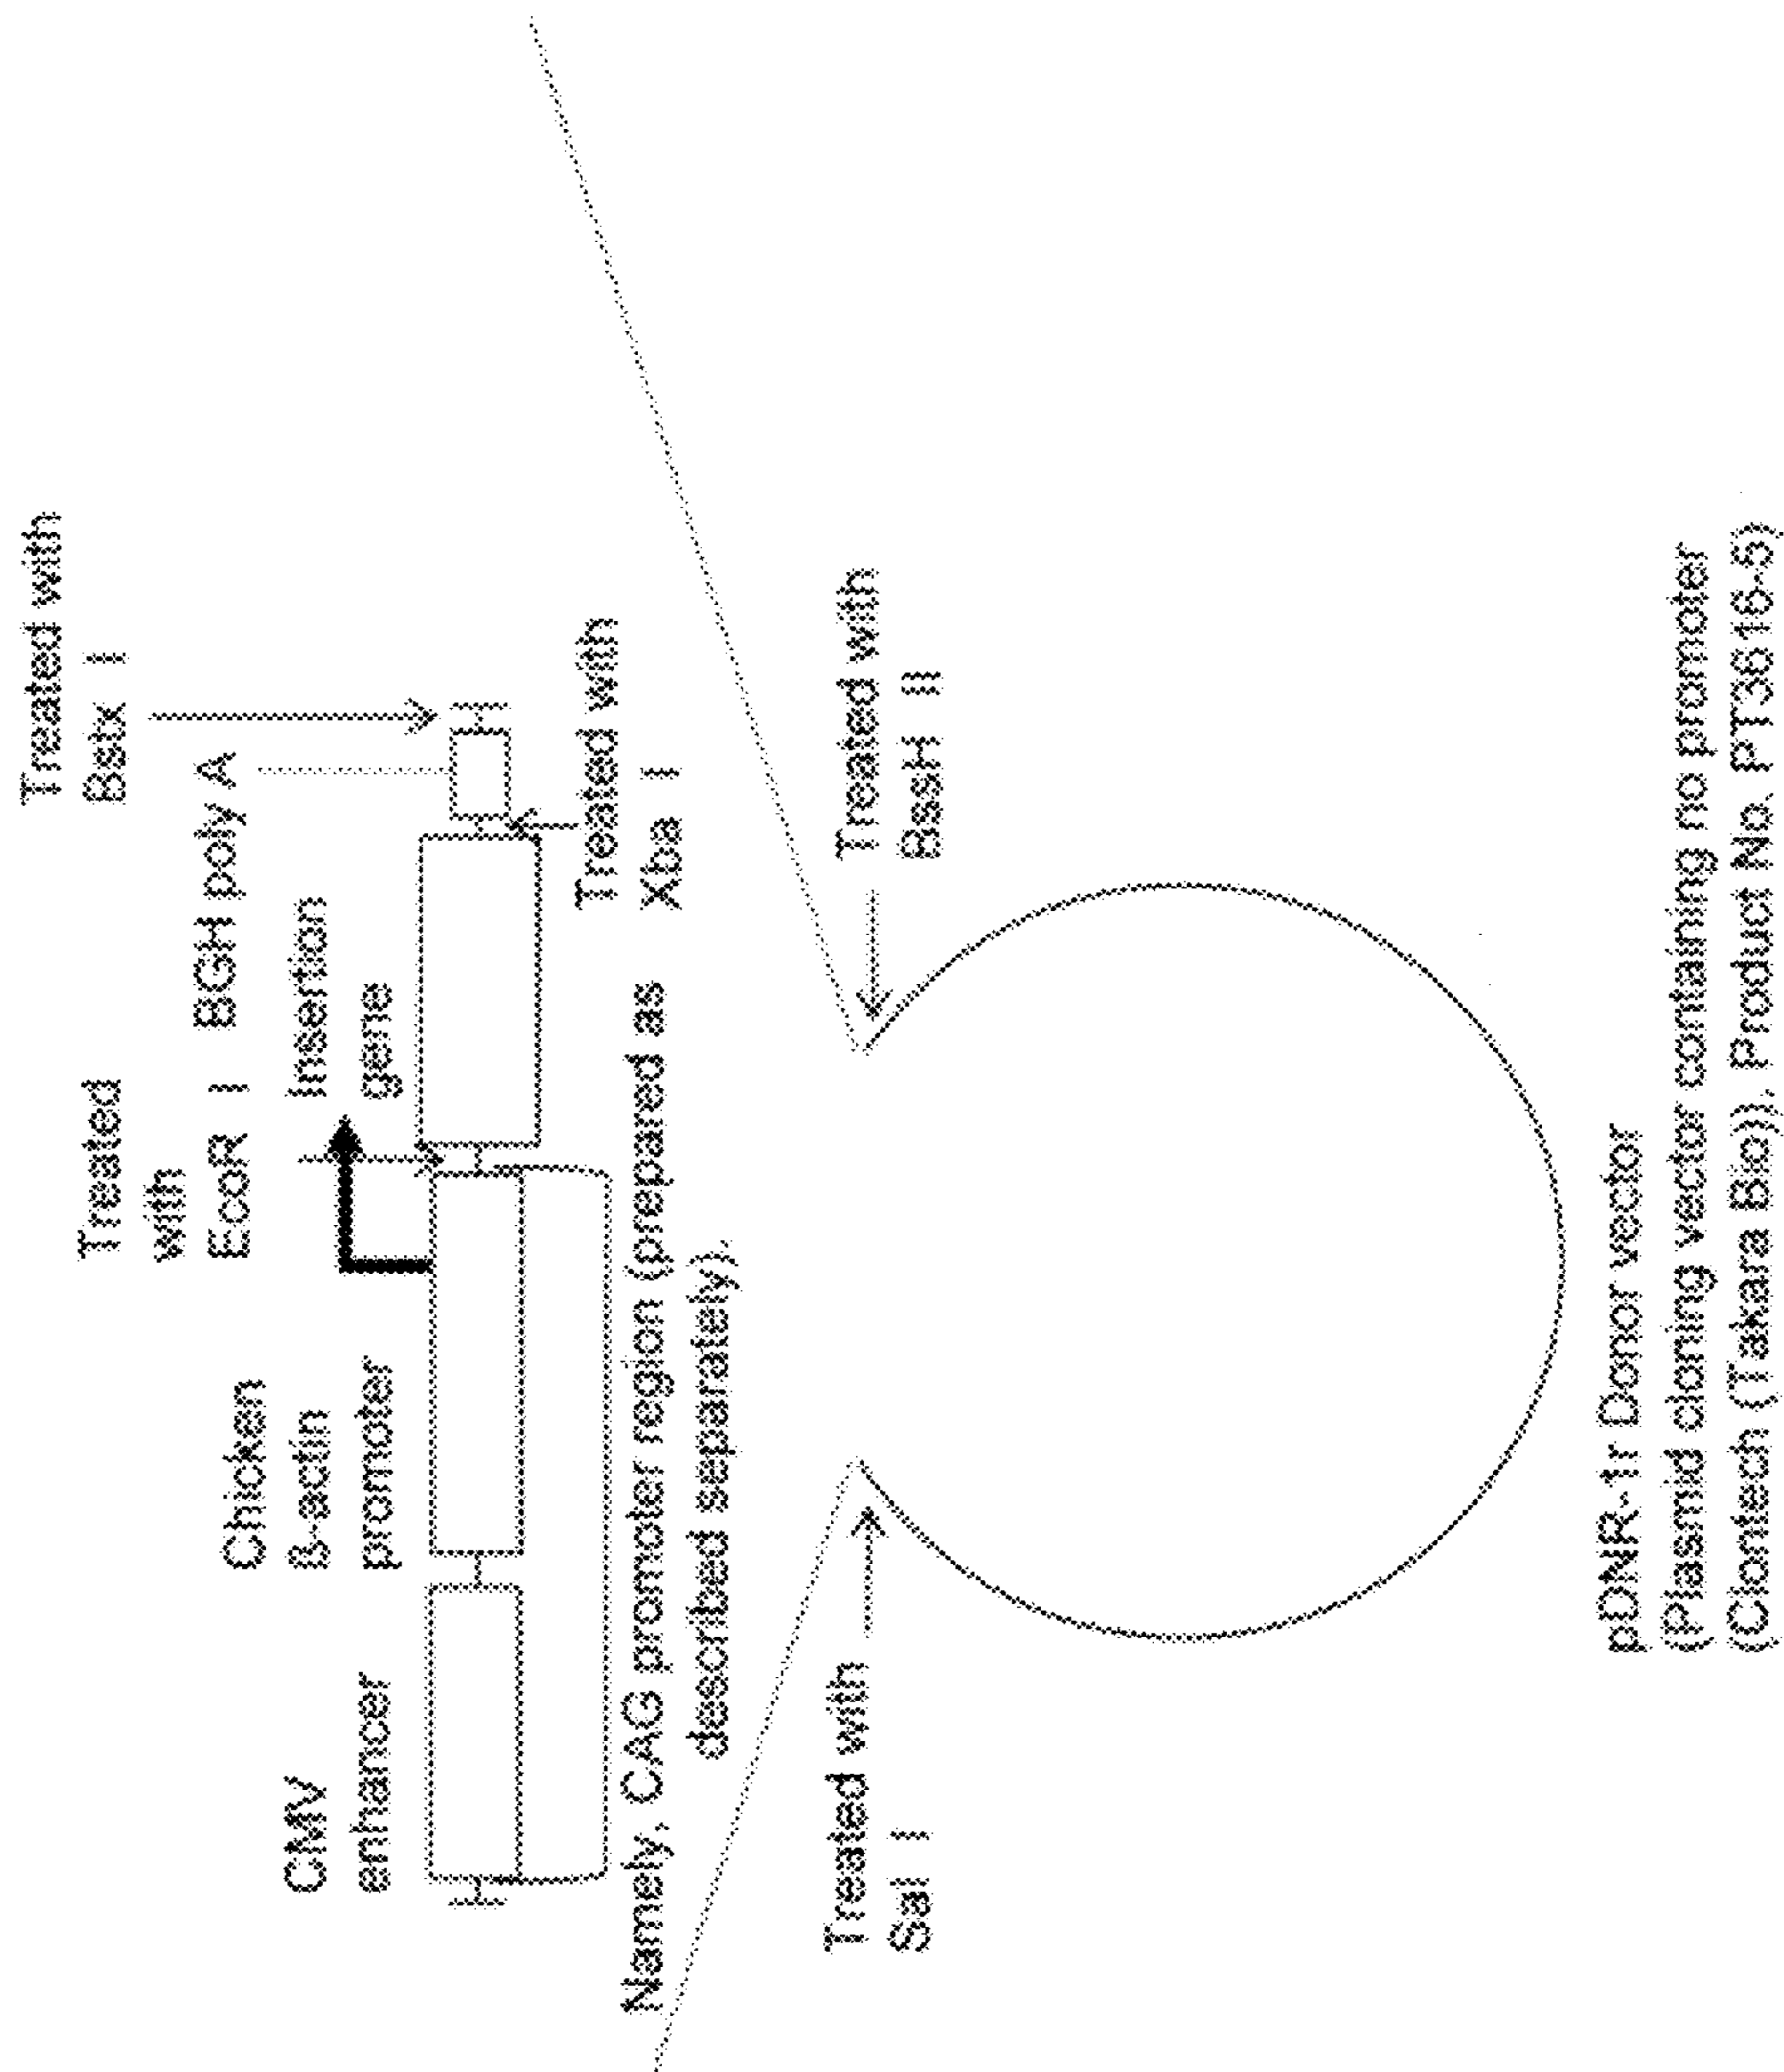 Treated with
Bstx I
Treated
with
EcoR I
BGH poly A
Chicken
ß-actin
promoter
Insertion
gene
CMV
enhancer
Treated with
Xba I
Namely, CAG promoter region (prepared as
described separately).
Treated with
Sal I
Treated with
BssH II
pDNR-1r Donor vector
(Plasmid cloning vector containing no promoter
(Clontech (Takara Bio)), Product No. PT3616-5)